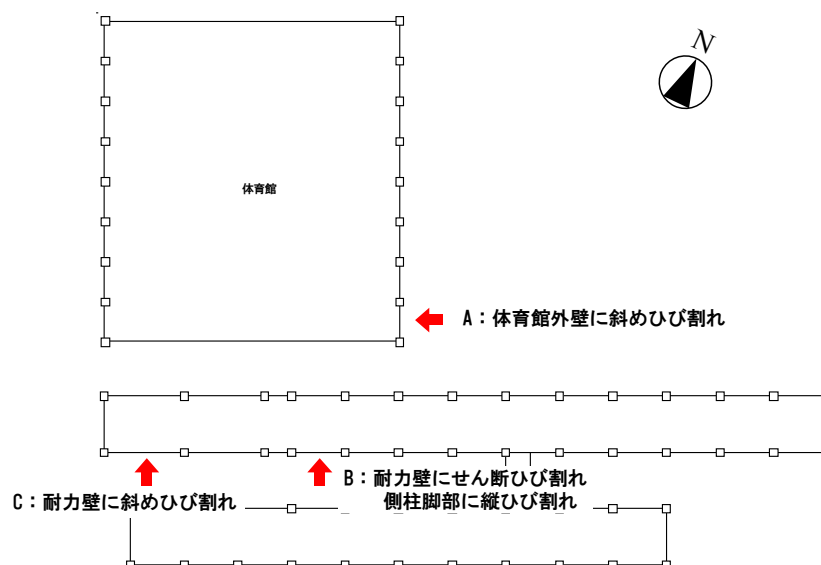 N
体育館
A：体育館外壁に斜めひび割れ
B：耐力壁にせん断ひび割れ
側柱脚部に縦ひび割れ
C：耐力壁に斜めひび割れ